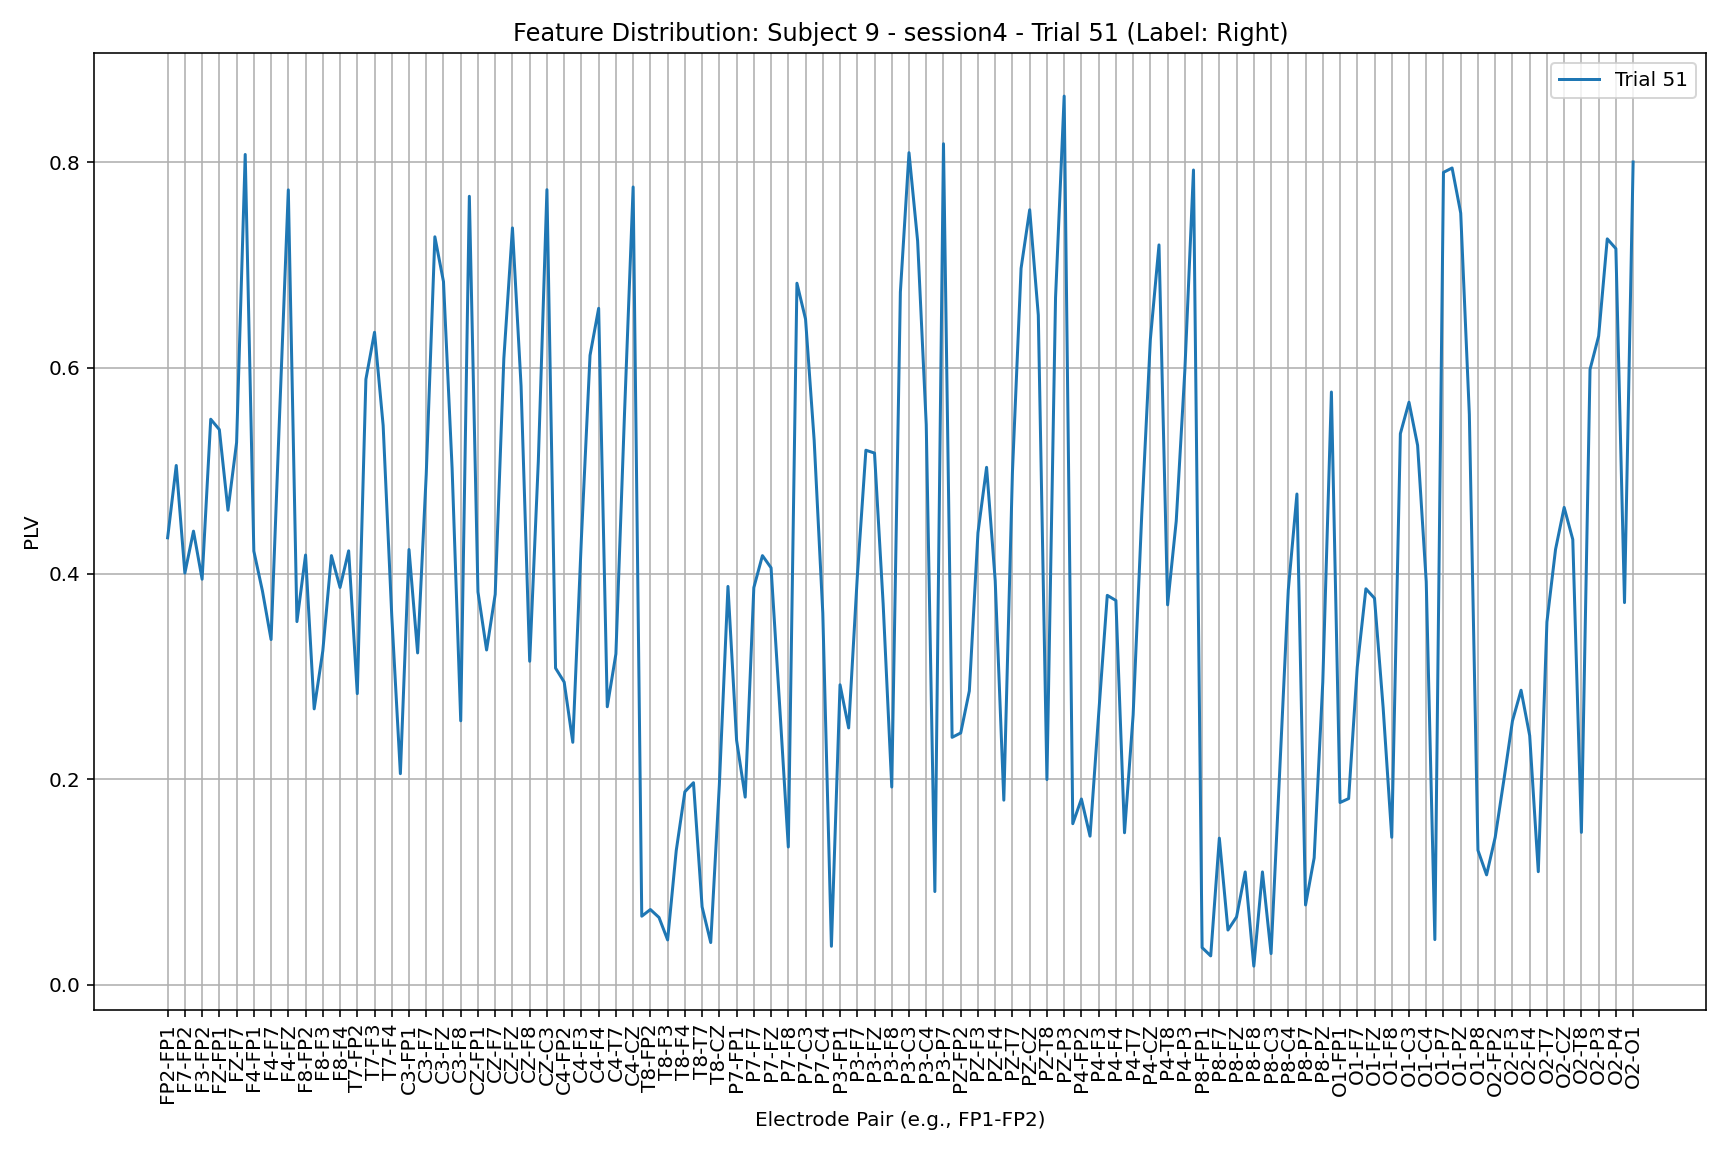 Feature Distribution: Subject 9 - session4 - Trial 51 (Label: Right)
Trial 51
PLV
0.8
0.6
0.4
0.2
0.0
FP2-FP1
F7-FP2
F3-FP2
FZ-FP1
FZ-F7
F4-FP1
F4-F7
F4-FZ
F8-FP2
F8-F3
F8-F4
T7-FP2
T7-F3
T7-F4
C3-FP1
C3-F7
C3-FZ
C3-F8
CZ-FP1
CZ-F7
CZ-FZ
CZ-F8
CZ-C3
C4-FP2
C4-F3
C4-F4
C4-T7
C4-CZ
T8-FP2
T8-F3
T8-F4
T8-T7
T8-CZ
P7-FP1
P7-F7
P7-FZ
P7-F8
P7-C3
P7-C4
P3-FP1
P3-F7
P3-FZ
P3-F8
P3-C3
P3-C4
P3-P7
PZ-FP2
PZ-F3
PZ-F4
PZ-T7
PZ-CZ
PZ-T8
PZ-P3
P4-FP2
P4-F3
P4-F4
P4-T7
P4-CZ
P4-T8
P4-P3
P8-FP1
P8-F7
P8-FZ
P8-F8
P8-C3
P8-C4
P8-P7
P8-PZ
O1-FP1
O1-F7
O1-FZ
O1-F8
O1-C3
O1-C4
O1-P7
O1-PZ
O1-P8
O2-FP2
O2-F3
O2-F4
O2-T7
O2-CZ
O2-T8
O2-P3
O2-P4
O2-O1
Electrode Pair (e.g., FP1-FP2)